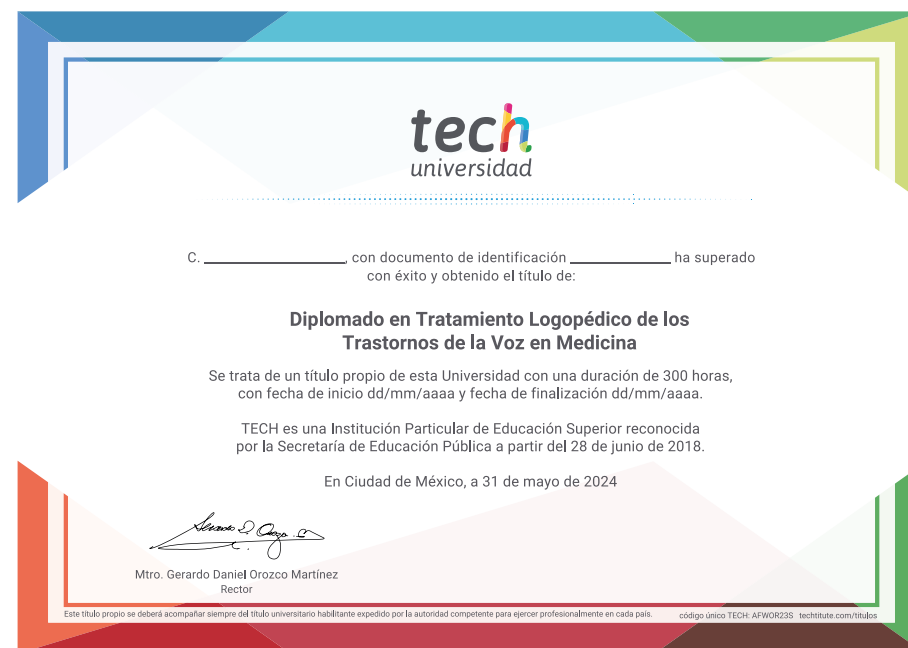 tech
universidad
C. ____________, con documento de identificación ____________ ha superado
con éxito y obtenido el título de:
Diplomado en Tratamiento Logopédico de los
Trastornos de la Voz en Medicina
Se trata de un título propio de esta Universidad con una duración de 300 horas,
con fecha de inicio dd/mm/aaaa y fecha de finalización dd/mm/aaaa.
TECH es una Institución Particular de Educación Superior reconocida
por la Secretaría de Educación Pública a partir del 28 de junio de 2018.
En Ciudad de México, a 31 de mayo de 2024
Mtro. Gerardo Daniel Orozco Martínez
Rector
Este título propio se deberá acompañar siempre del título universitario habilitante expedido por la autoridad competente para ejercer profesionalmente en cada país. código único TECH: AFWOR23S techtitute.com/titulos